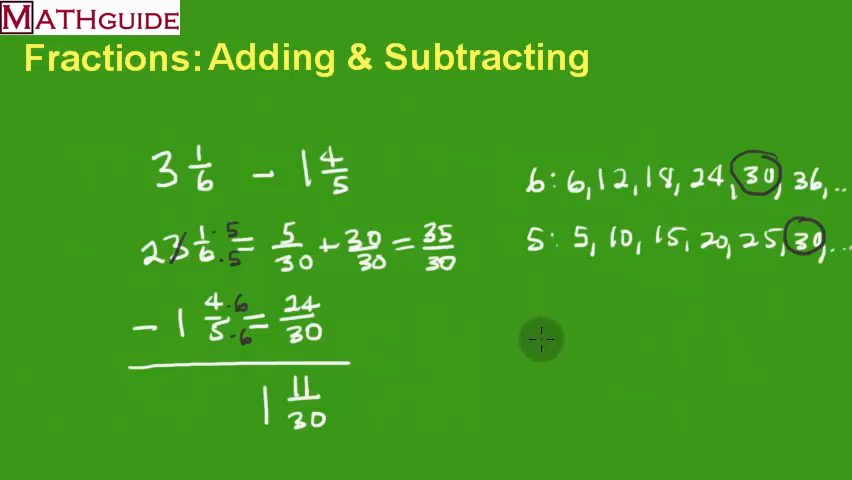 MATHGUIDE
Fractions: Adding & Subtracting
3 1/6 - 1 4/5
2 3 1/6 ·5 ·5 = 5/30 + 30/30 = 35/30
- 1 4/5 ·6 ·6 = 24/30
1 11/30
6: 6, 12, 18, 24, 30, 36, ...
5: 5, 10, 15, 20, 25, 30, ...